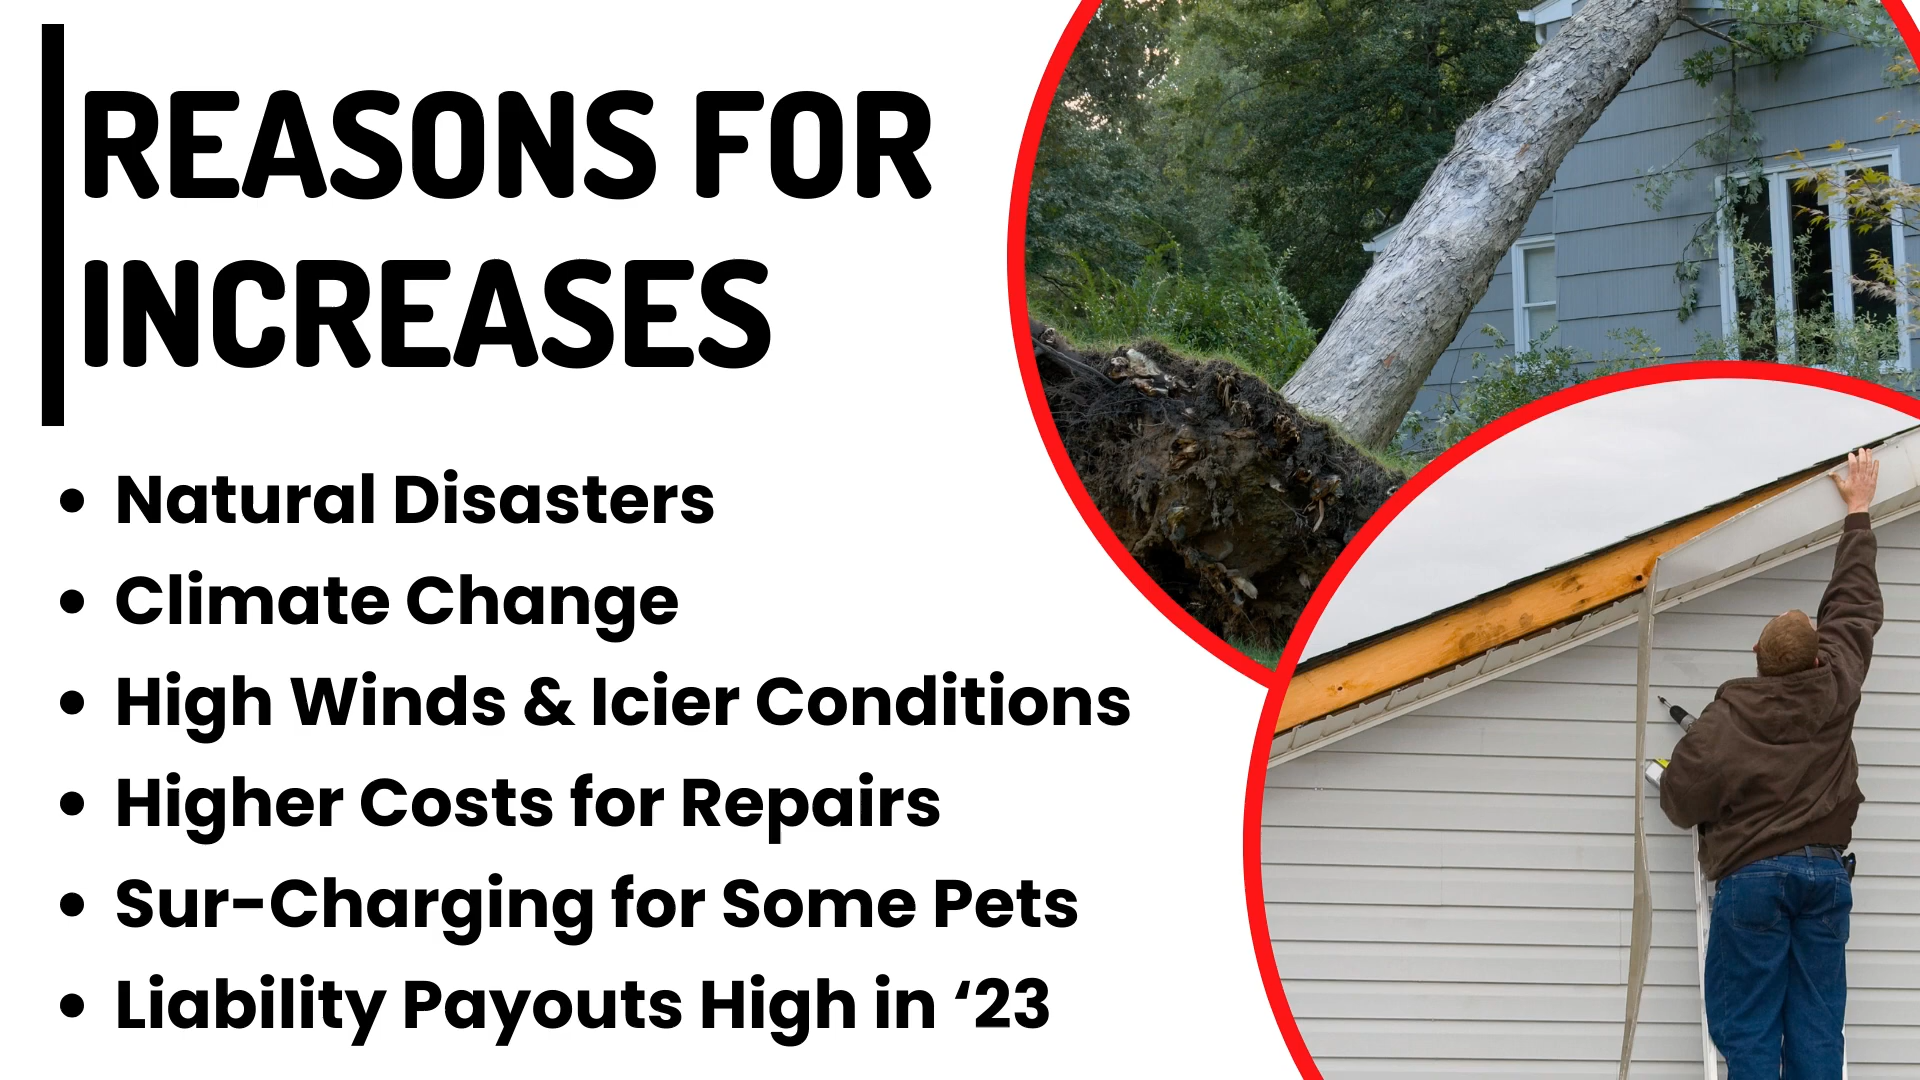 REASONS FOR
INCREASES
• Natural Disasters
• Climate Change
• High Winds & Icier Conditions
• Higher Costs for Repairs
• Sur-Charging for Some Pets
• Liability Payouts High in ‘23